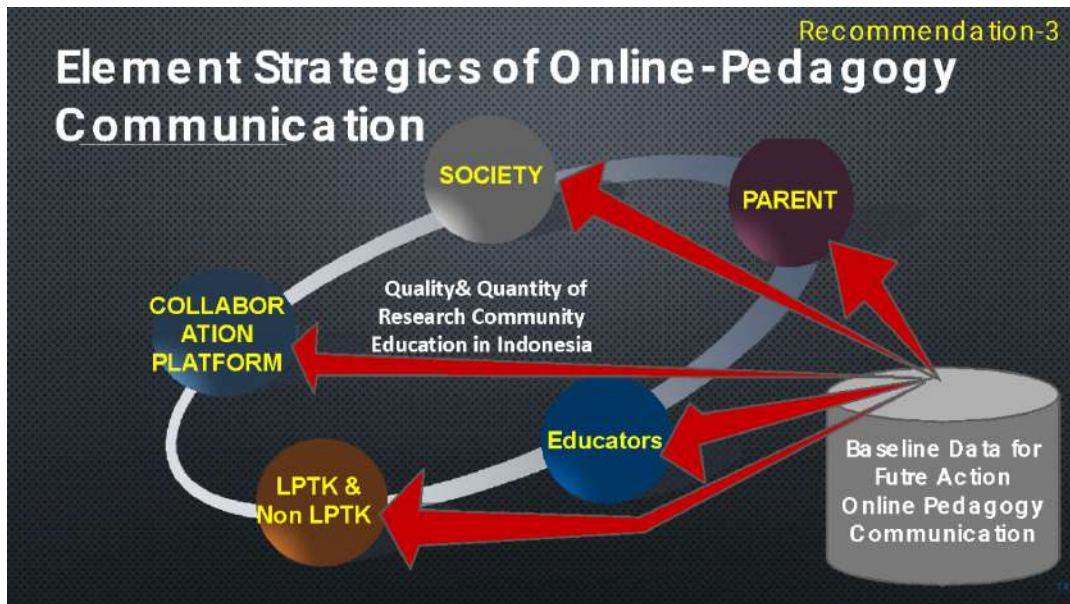 Recommendation-3
Element Strategics of Online-Pedagogy
Communication
SOCIETY
PARENT
COLLABOR
ATION
PLATFORM
Quality& Quantity of
Research Community
Education in Indonesia
Educators
LPTK &
Non LPTK
Baseline Data for
Futre Action
Online Pedagogy
Communication